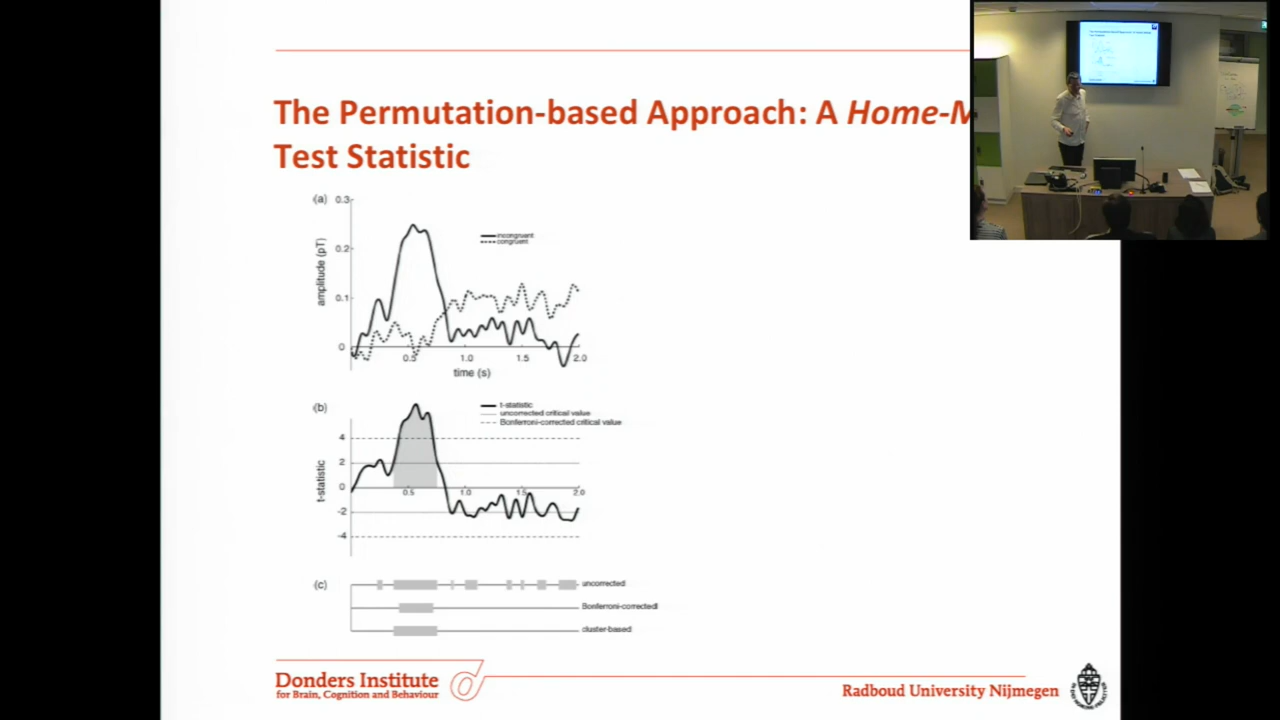 The Permutation-based Approach: A Home-M
Test Statistic
(a)
0.3
0.2
0.1
0
amplitude (pT)
incongruent
congruent
0.5
1.0
1.5
2.0
time (s)
(b)
t-statistic
uncorrected critical value
Bonferroni-corrected critical value
4
2
0
-2
-4
t-statistic
0.5
1.0
1.5
2.0
(c)
uncorrected
Bonferroni-corrected
cluster-based
Donders Institute
for Brain, Cognition and Behaviour
Radboud University Nijmegen